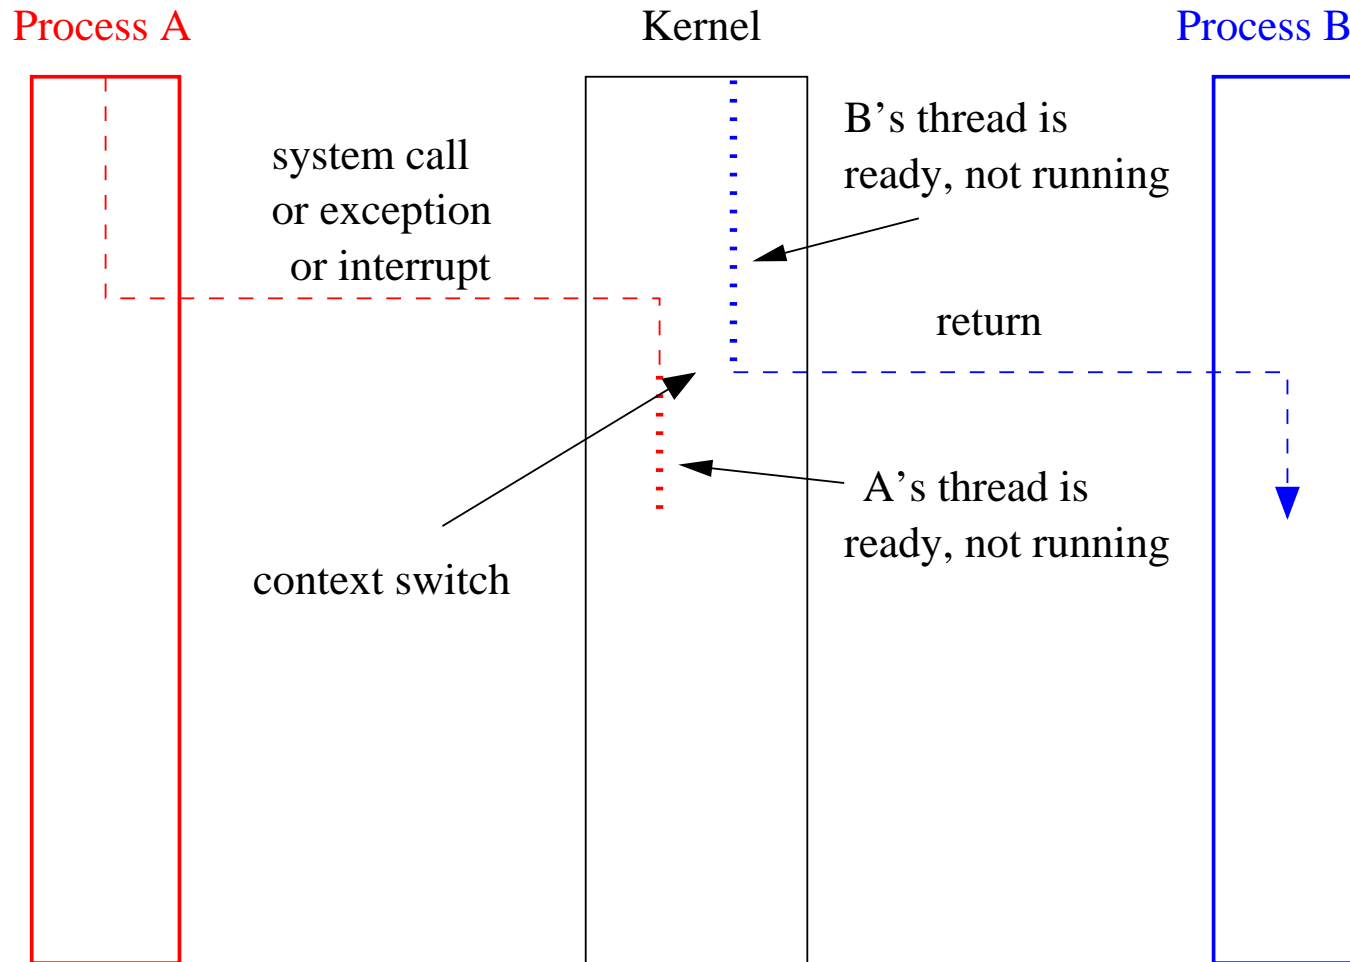 Process A
Kernel
Process B
system call
or exception
or interrupt
B’s thread is
ready, not running
return
A’s thread is
ready, not running
context switch